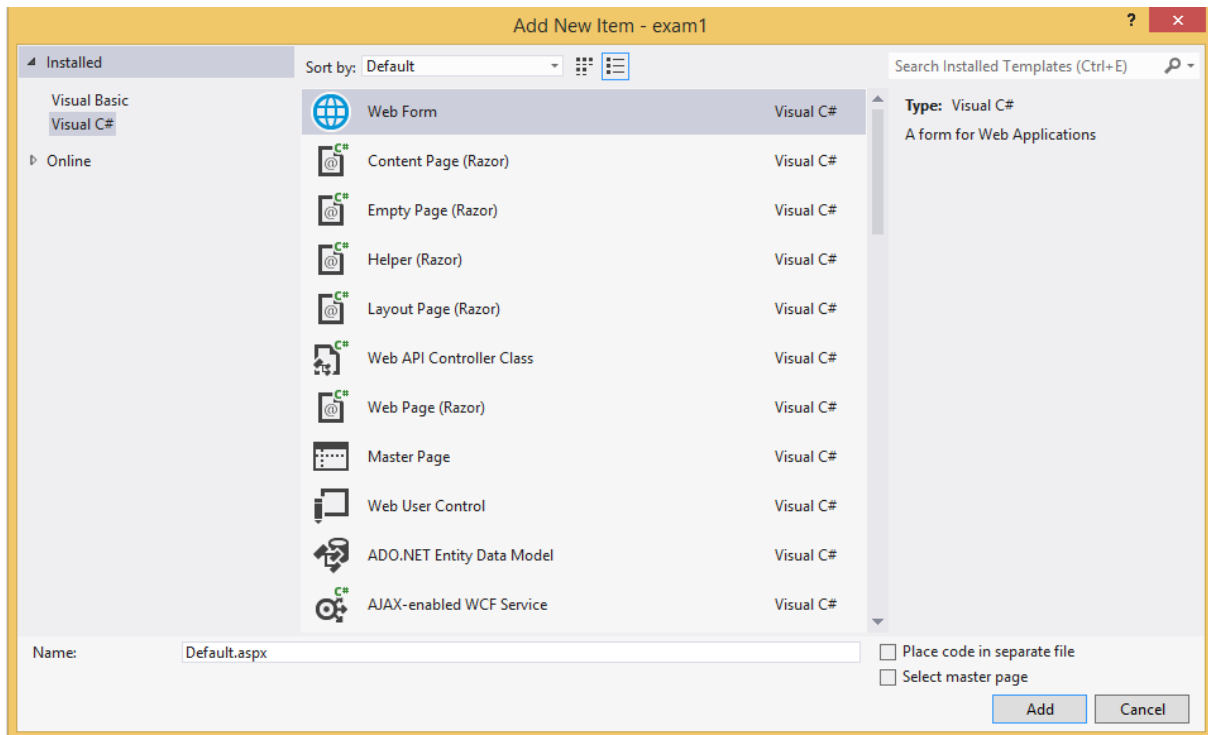 Add New Item - exam1
?
×
Installed
Visual Basic
Visual C#
Online
Sort by: Default
Search Installed Templates (Ctrl+E)
Web Form Visual C#
C# @ Content Page (Razor) Visual C#
C# @ Empty Page (Razor) Visual C#
C# @ Helper (Razor) Visual C#
C# @ Layout Page (Razor) Visual C#
C# Web API Controller Class Visual C#
C# @ Web Page (Razor) Visual C#
Master Page Visual C#
Web User Control Visual C#
ADO.NET Entity Data Model Visual C#
C# AJAX-enabled WCF Service Visual C#
Type: Visual C#
A form for Web Applications
Name: Default.aspx
Place code in separate file
Select master page
Add Cancel